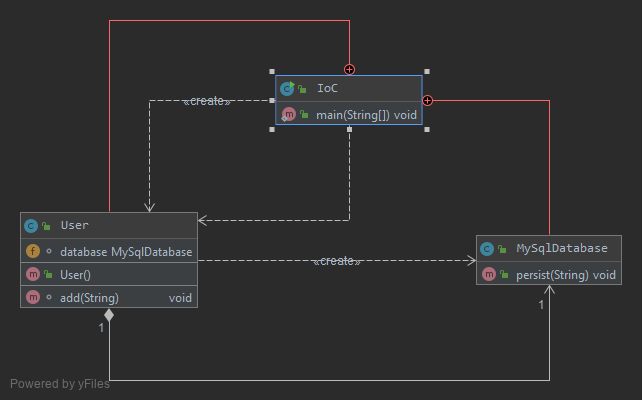 IoC
«create»
main(String[]) void
User
database MySqlDatabase
User()
add(String) void
MySqlDatabase
persist(String) void
«create»
1
1
Powered by yFiles